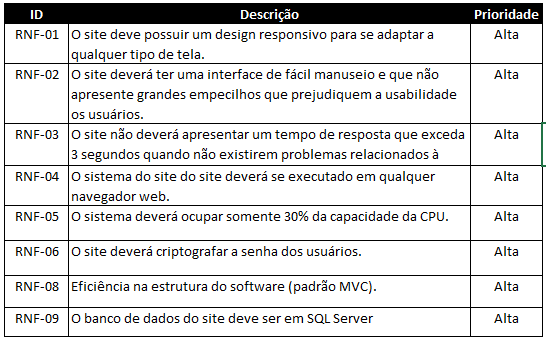 ID Descrição Prioridade
RNF-01 O site deve possuir um design responsivo para se adaptar a Alta
qualquer tipo de tela.
RNF-02 O site deverá ter uma interface de fácil manuseio e que não Alta
apresente grandes empecilhos que prejudiquem a usabilidade
os usuários.
RNF-03 O site não deverá apresentar um tempo de resposta que exceda Alta
3 segundos quando não existirem problemas relacionados à
RNF-04 O sistema do site do site deverá se executado em qualquer Alta
navegador web.
RNF-05 O sistema deverá ocupar somente 30% da capacidade da CPU. Alta
RNF-06 O site deverá criptografar a senha dos usuários. Alta
RNF-08 Eficiência na estrutura do software (padrão MVC). Alta
RNF-09 O banco de dados do site deve ser em SQL Server Alta